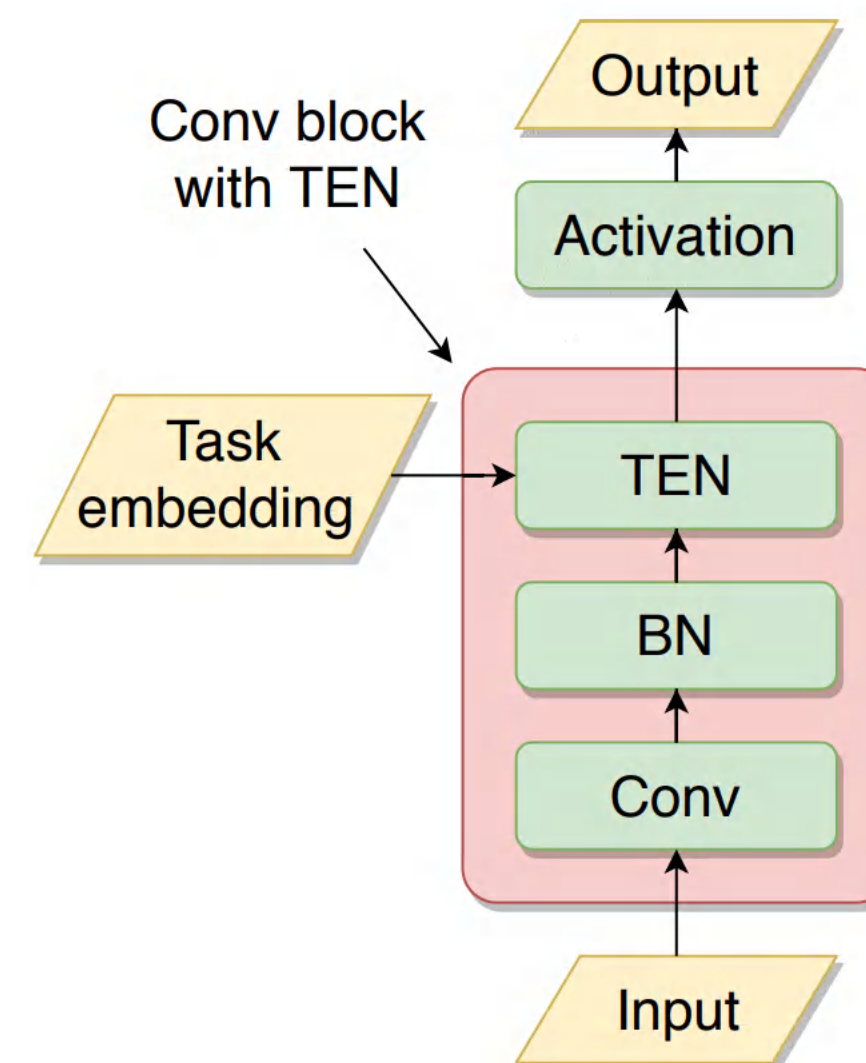 Output
Conv block
with TEN
Activation
Task
embedding
TEN
BN
Conv
Input